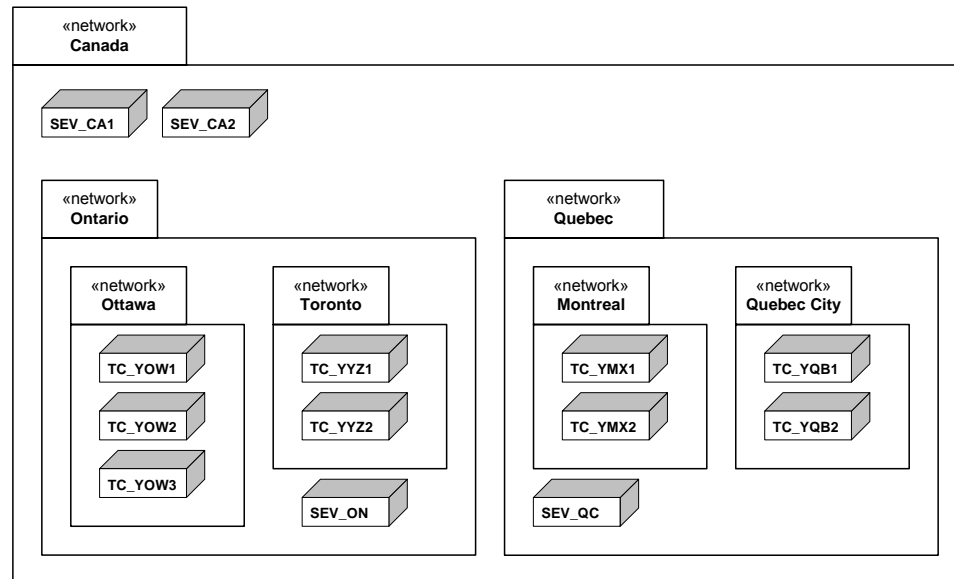 «network»
Canada
SEV_CA1
SEV_CA2
«network»
Ontario
«network»
Ottawa
TC_YOW1
TC_YOW2
TC_YOW3
«network»
Toronto
TC_YYZ1
TC_YYZ2
SEV_ON
«network»
Quebec
«network»
Montreal
TC_YMX1
TC_YMX2
«network»
Quebec City
TC_YQB1
TC_YQB2
SEV_QC